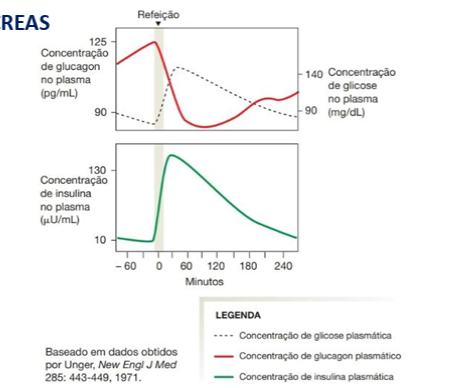 CREAS
Refeição
125
90
Concentração
de glucagon
no plasma
(pg/mL)
140
90
Concentração
de glicose
no plasma
(mg/dL)
130
10
Concentração
de insulina
no plasma
(μU/mL)
– 60 0 60 120 180 240
Minutos
LEGENDA
Concentração de glicose plasmática
Concentração de glucagon plasmático
Concentração de insulina plasmática
Baseado em dados obtidos
por Unger, New Engl J Med
285: 443-449, 1971.